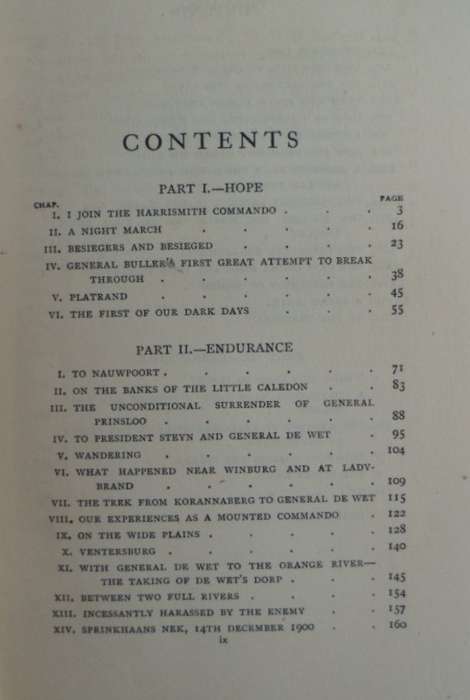 CONTENTS
PART I.—HOPE
CHAP. PAGE
I. I JOIN THE HARRISMITH COMMANDO . . . 3
II. A NIGHT MARCH . . . . . 16
III. BESIEGERS AND BESIEGED . . . . 23
IV. GENERAL BULLER'S FIRST GREAT ATTEMPT TO BREAK
THROUGH . . . . . . 38
V. PLATRAND . . . . . . 45
VI. THE FIRST OF OUR DARK DAYS . . . 55
PART II.—ENDURANCE
I. TO NAUWPOORT . . . . . . 71
II. ON THE BANKS OF THE LITTLE CALEDON . . 83
III. THE UNCONDITIONAL SURRENDER OF GENERAL
PRINSLOO . . . . . . 88
IV. TO PRESIDENT STEYN AND GENERAL DE WET . 95
V. WANDERING . . . . . . 104
VI. WHAT HAPPENED NEAR WINBURG AND AT LADY-
BRAND . . . . . . 109
VII. THE TREK FROM KORANNABERG TO GENERAL DE WET 115
VIII. OUR EXPERIENCES AS A MOUNTED COMMANDO . 122
IX. ON THE WIDE PLAINS . . . . . 128
X. VENTERSBURG . . . . . 140
XI. WITH GENERAL DE WET TO THE ORANGE RIVER—
THE TAKING OF DE WET'S DORP . . . 145
XII. BETWEEN TWO FULL RIVERS . . . . 154
XIII. INCESSANTLY HARASSED BY THE ENEMY . . 157
XIV. SPRINKHAANS NEK, 14TH DECEMBER 1900 . . 160
ix